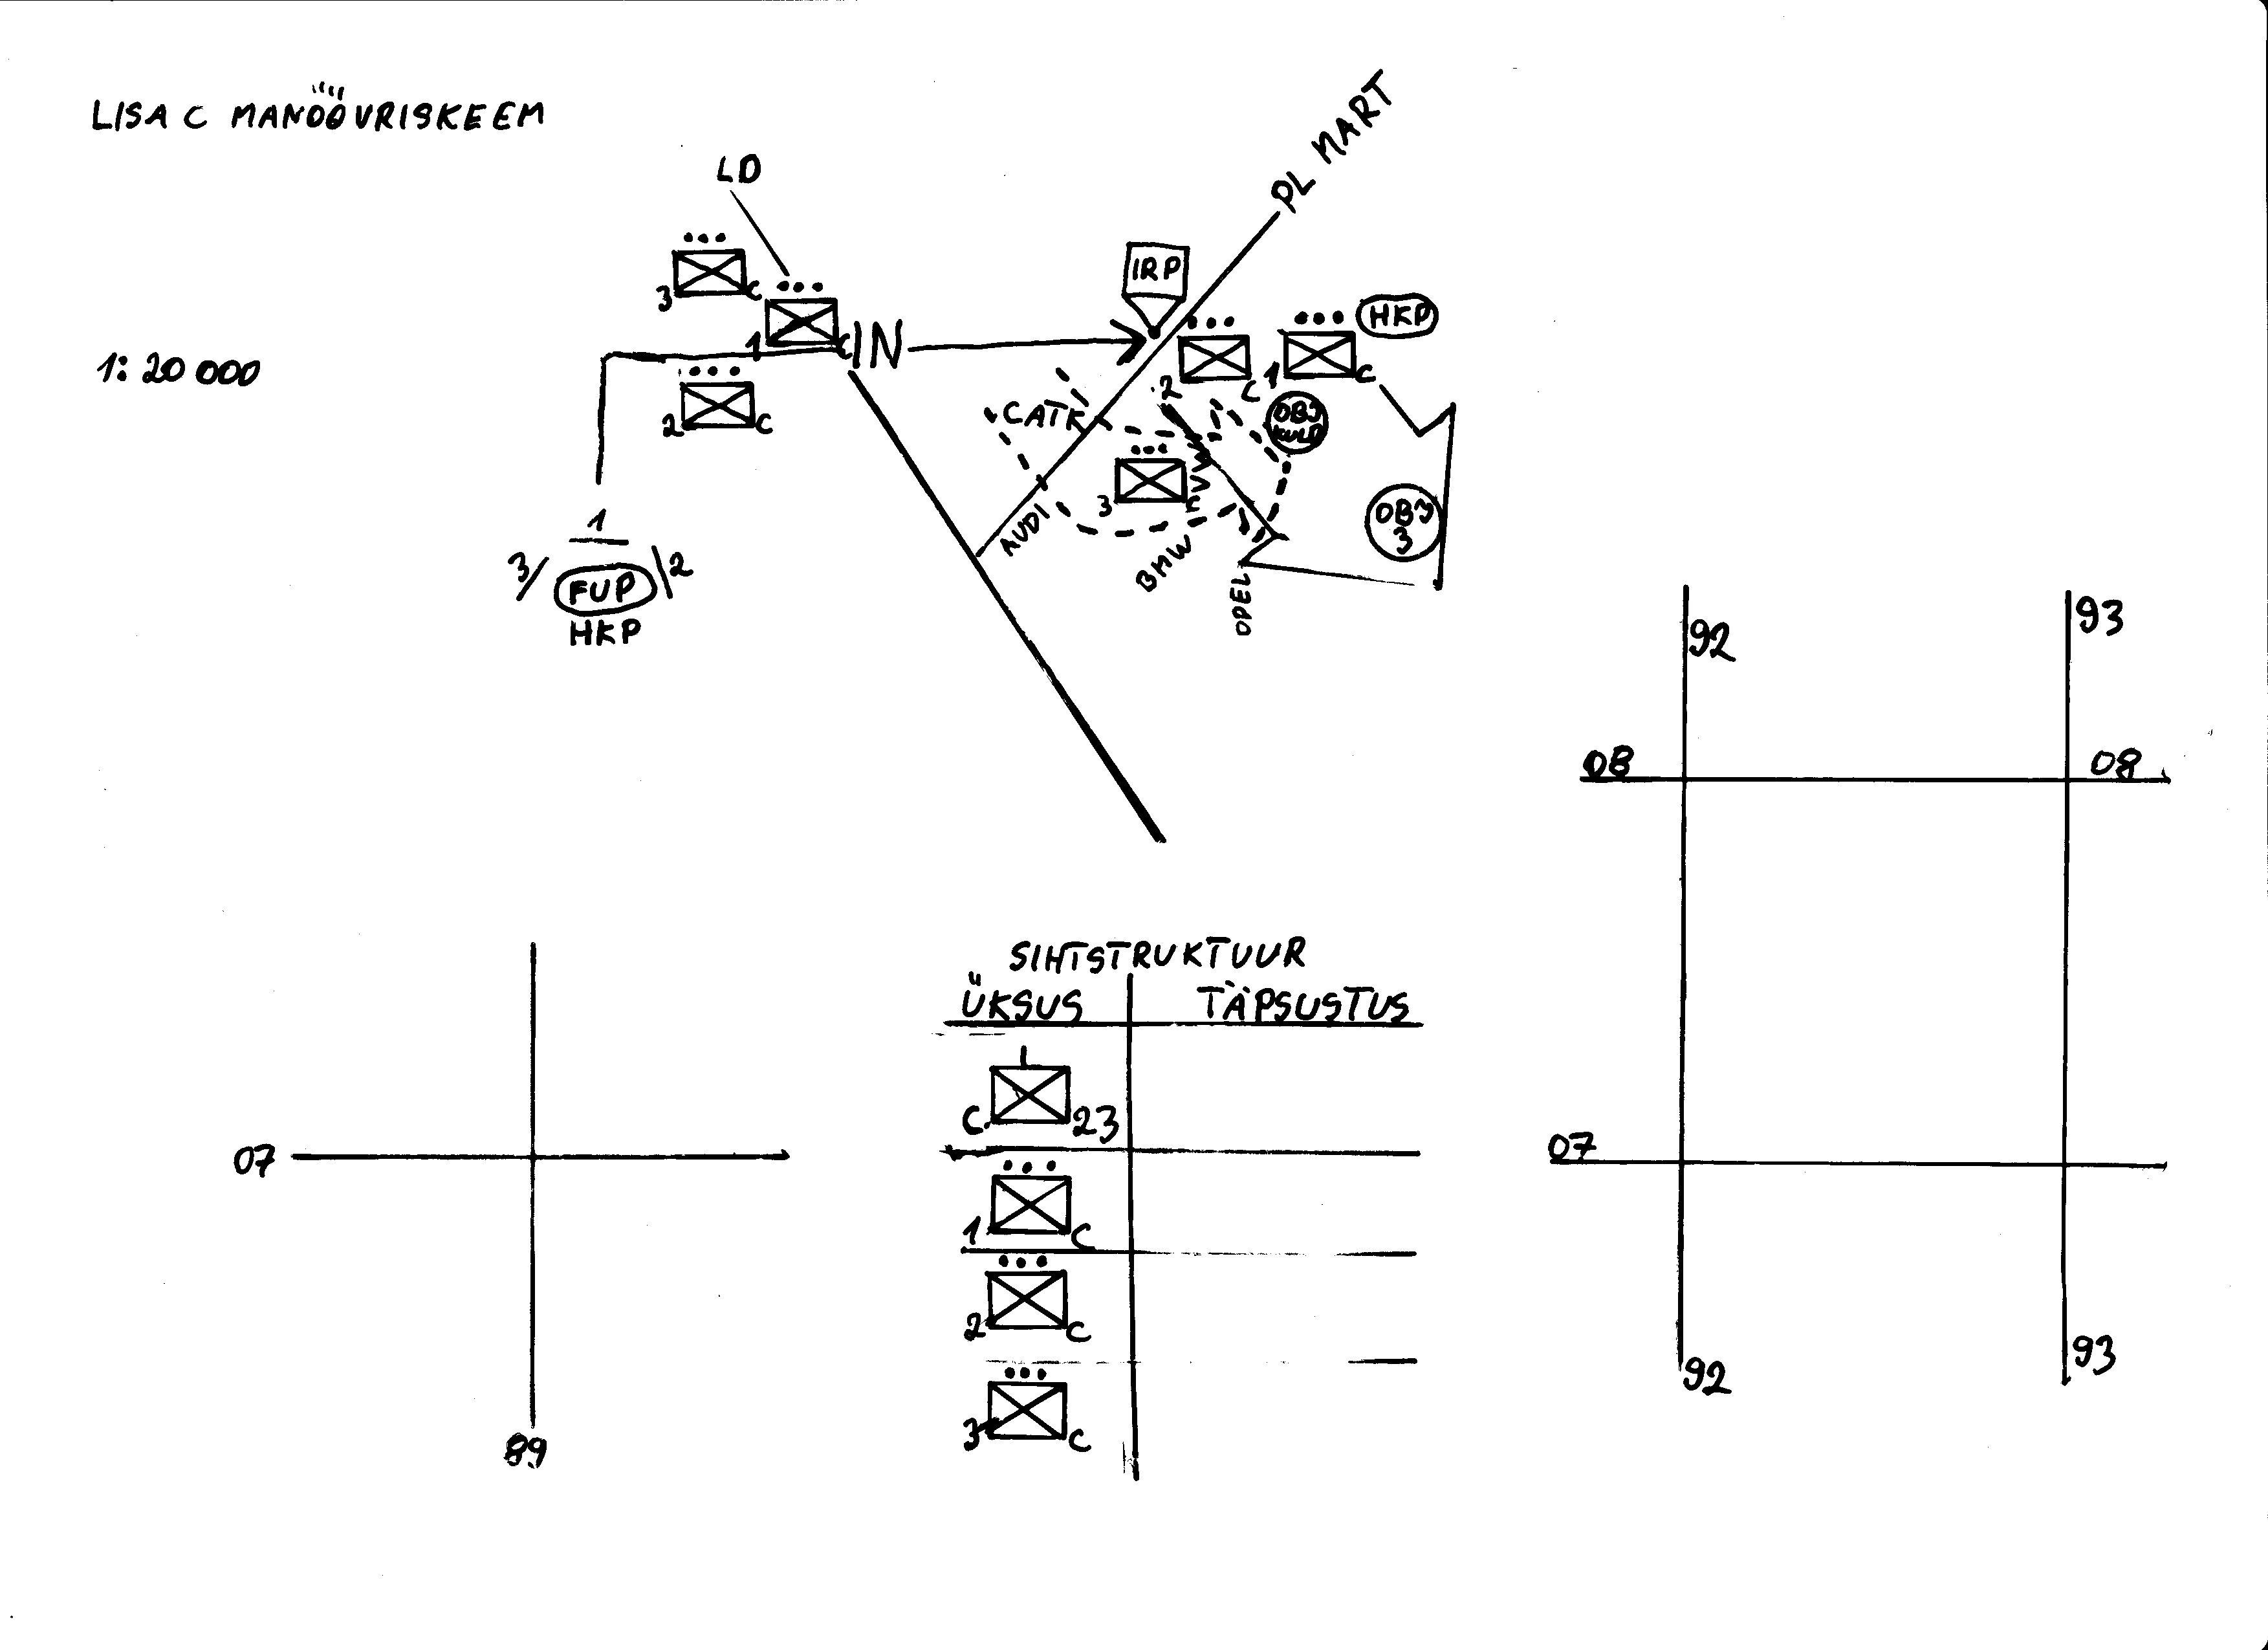 LISA C MANÖÖVRISKEEM
LD
PL MART
1:20 000
3 C
1 C
IN
2 C
IRP
2 C
1 C
HKP
CATK
OBJ
KULD
3 C
VW
AUDI
BMW
OPEL
OBJ
3
1
3/ FUP \2
HKP
92
93
08
08
07
92
93
07
89
SIHTSTRUKTUUR
ÜKSUS TÄPSUSTUS
C 23
1 C
2 C
3 C